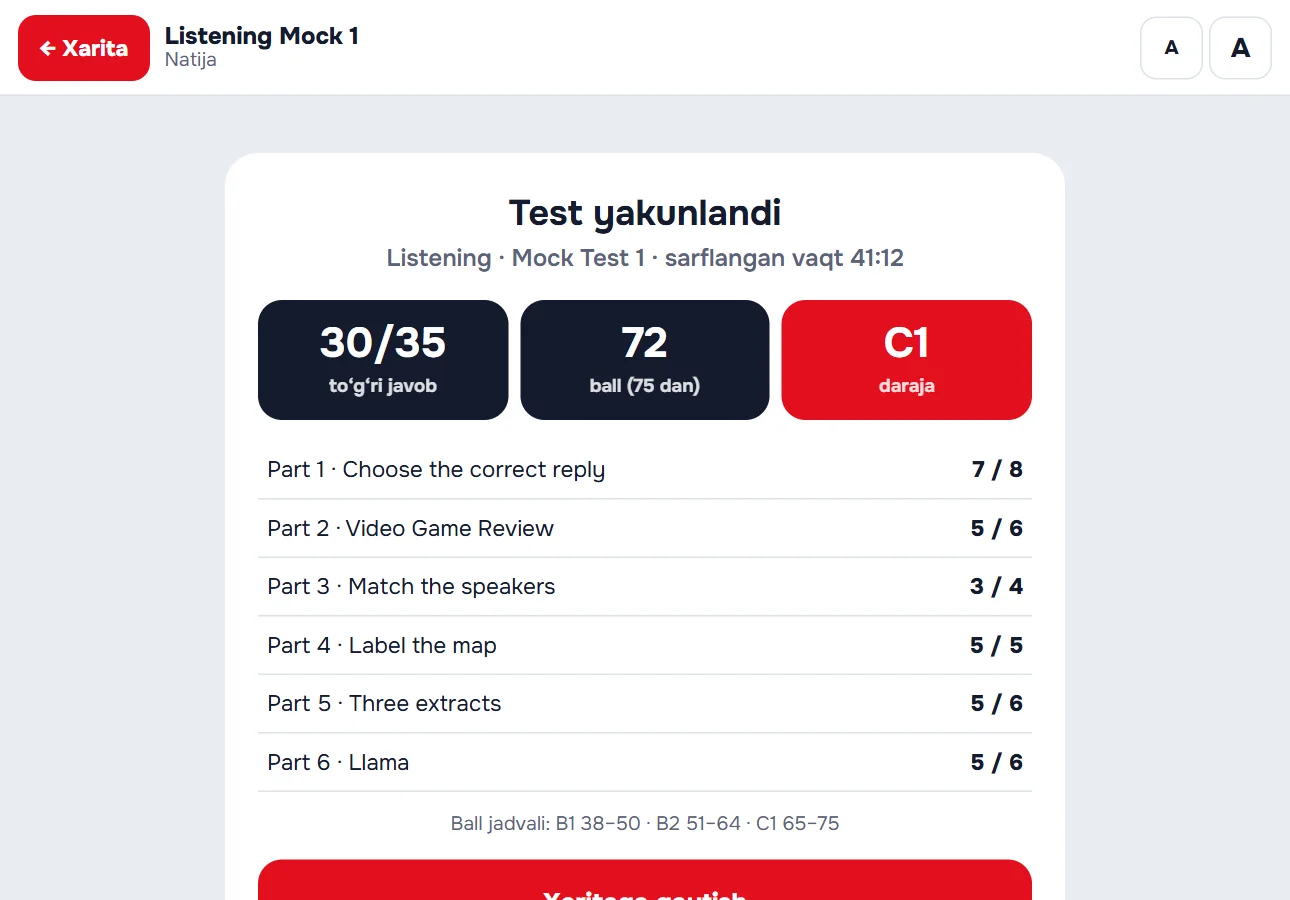 ← Xarita
Listening Mock 1
Natija
A
A
Test yakunlandi
Listening · Mock Test 1 · sarflangan vaqt 41:12
30/35
toʻgʻri javob
72
ball (75 dan)
C1
daraja
Part 1 · Choose the correct reply
7 / 8
Part 2 · Video Game Review
5 / 6
Part 3 · Match the speakers
3 / 4
Part 4 · Label the map
5 / 5
Part 5 · Three extracts
5 / 6
Part 6 · Llama
5 / 6
Ball jadvali: B1 38–50 · B2 51–64 · C1 65–75
Xaritaga qaytish